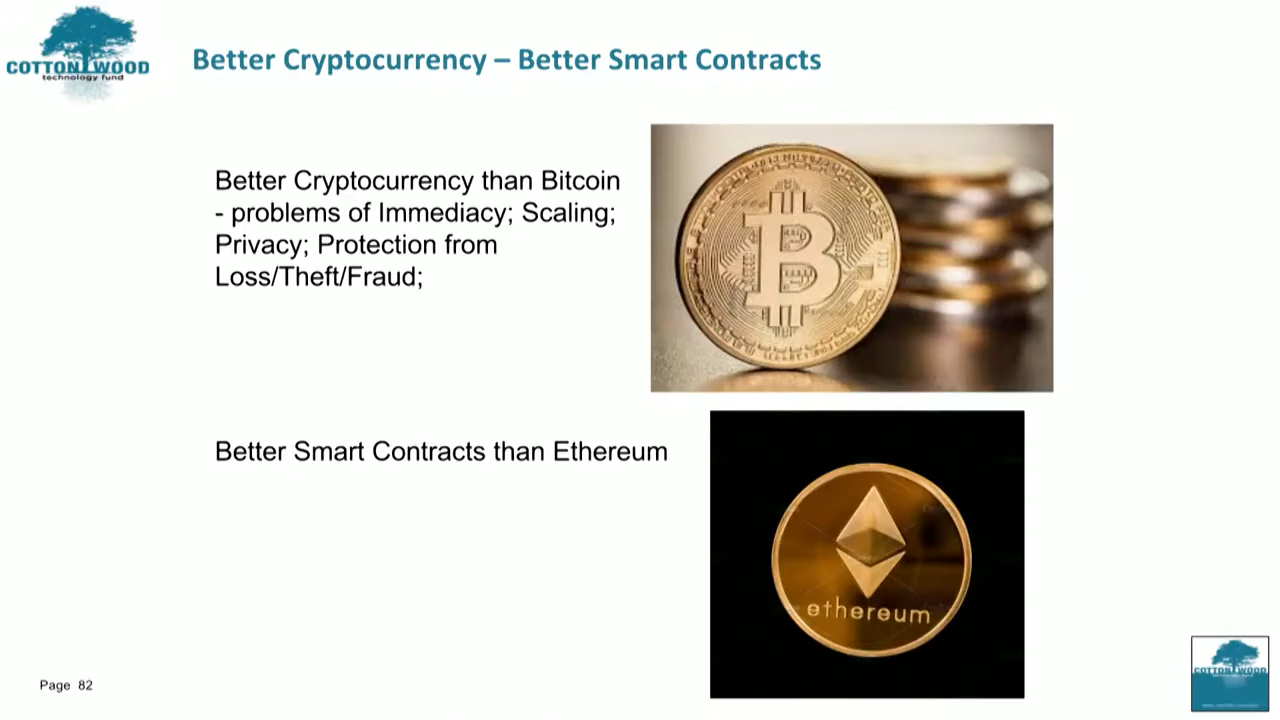 COTTONWOOD
technology fund
Better Cryptocurrency – Better Smart Contracts
Better Cryptocurrency than Bitcoin
- problems of Immediacy; Scaling;
Privacy; Protection from
Loss/Theft/Fraud;
Better Smart Contracts than Ethereum
ethereum
Page 82
COTTONWOOD